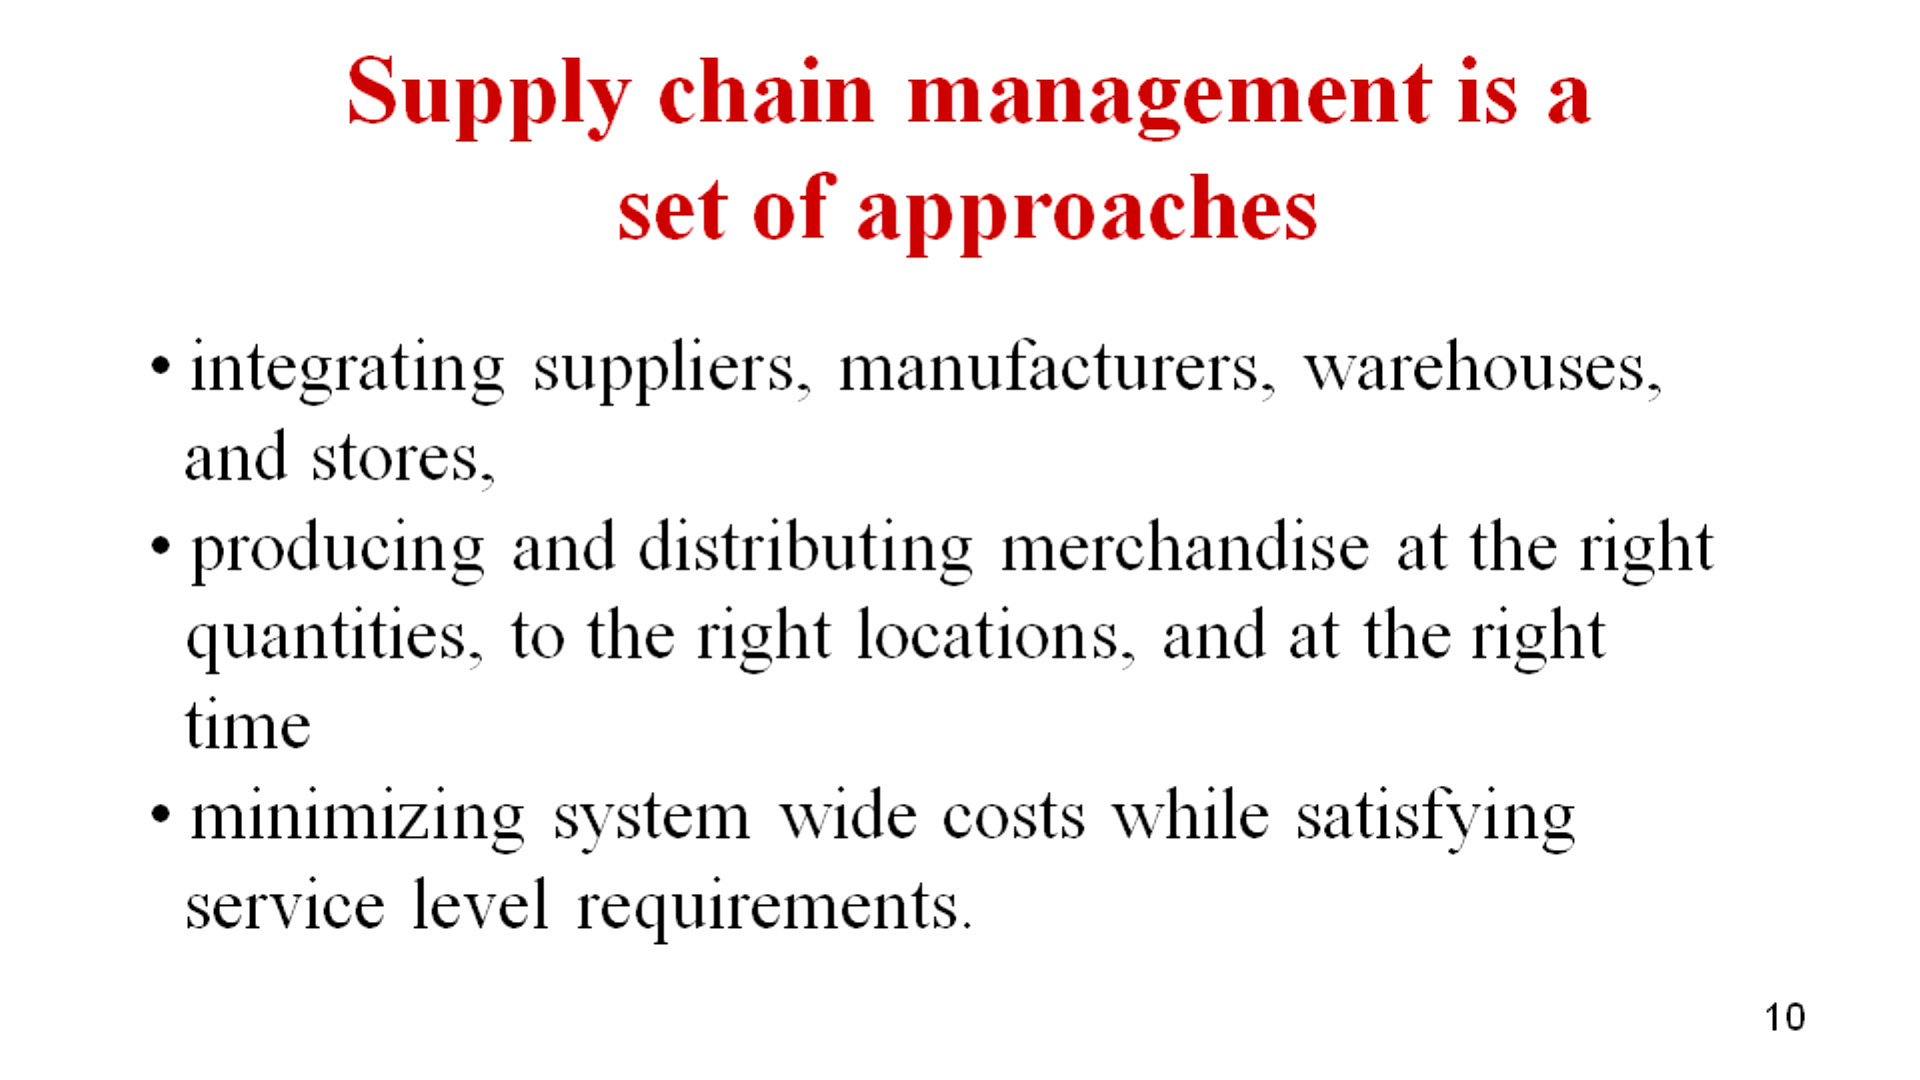 Supply chain management is a
set of approaches
• integrating suppliers, manufacturers, warehouses,
and stores,
• producing and distributing merchandise at the right
quantities, to the right locations, and at the right
time
• minimizing system wide costs while satisfying
service level requirements.
10